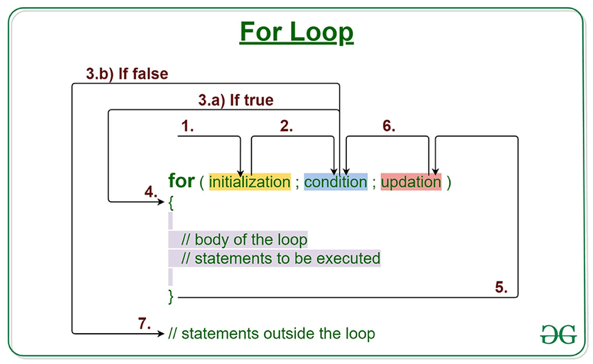 For Loop
3.b) If false
3.a) If true
1. 2. 6.
for ( initialization ; condition ; updation )
4. {
// body of the loop
// statements to be executed
} 5.
7. // statements outside the loop